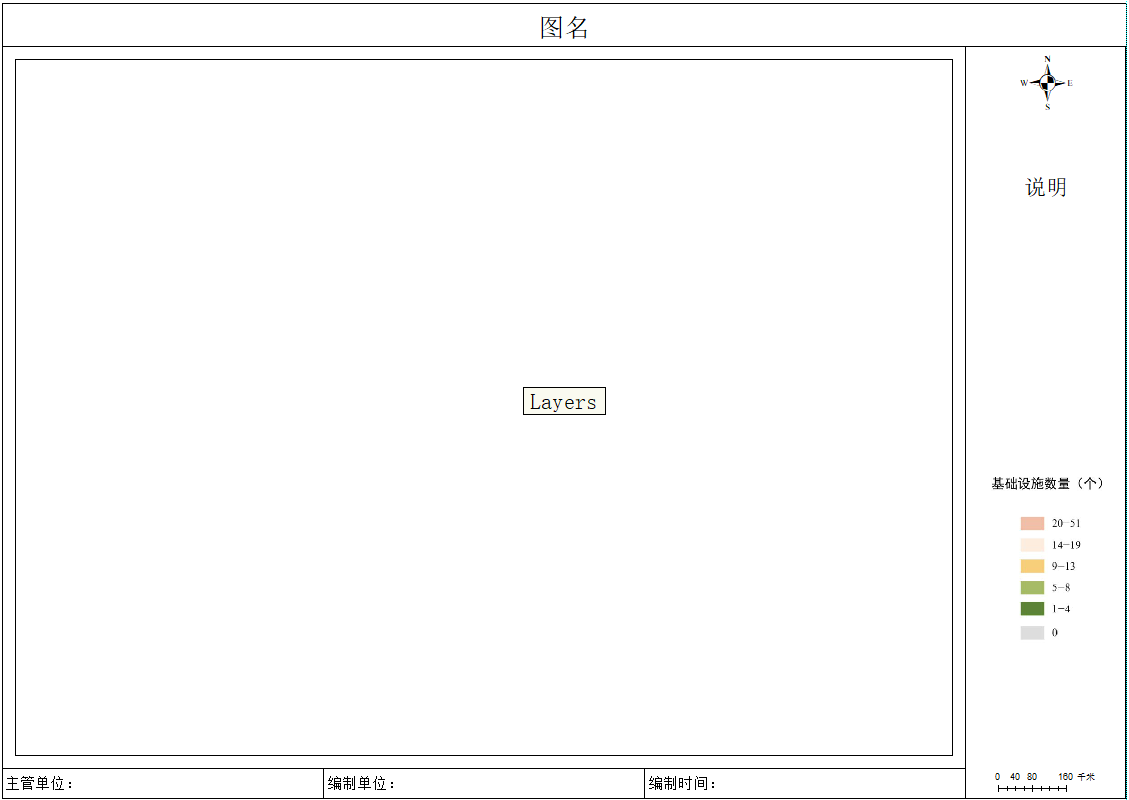 图名
N
W E
S
说明
Layers
基础设施数量（个）
20-51
14-19
9-13
5-8
1-4
0
0 40 80 160 千米
主管单位： 编制单位： 编制时间：